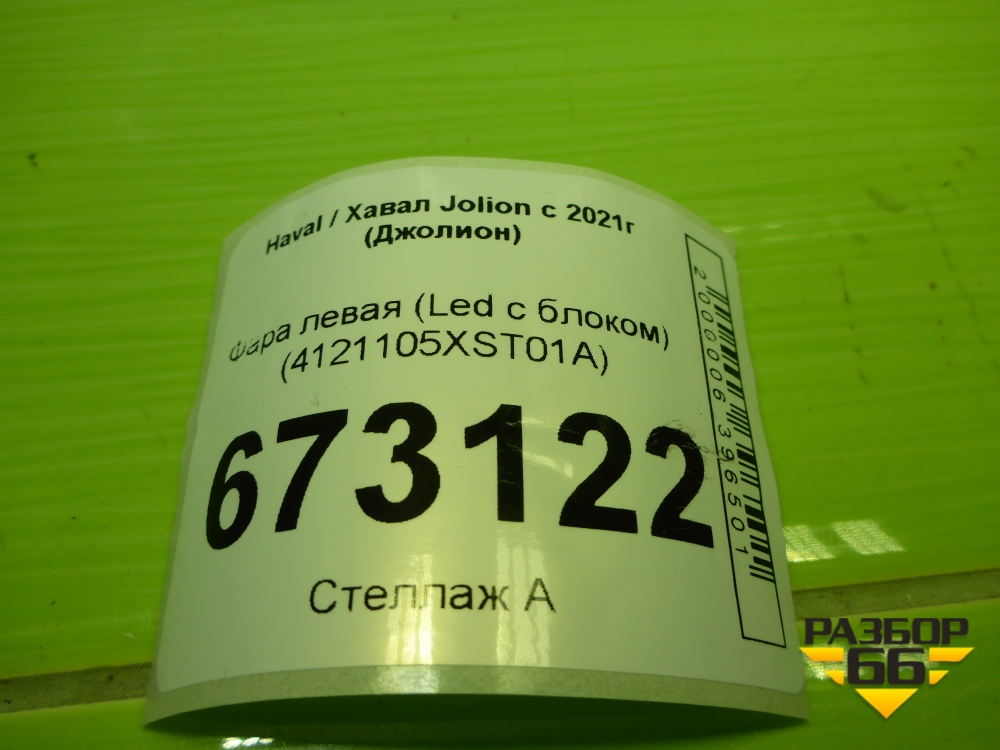 Haval / Хавал Jolion с 2021г
(Джолион)
Фара левая (Led с блоком)
(4121105XST01A)
673122
Стеллаж А
2000006396501
РАЗБОР
66